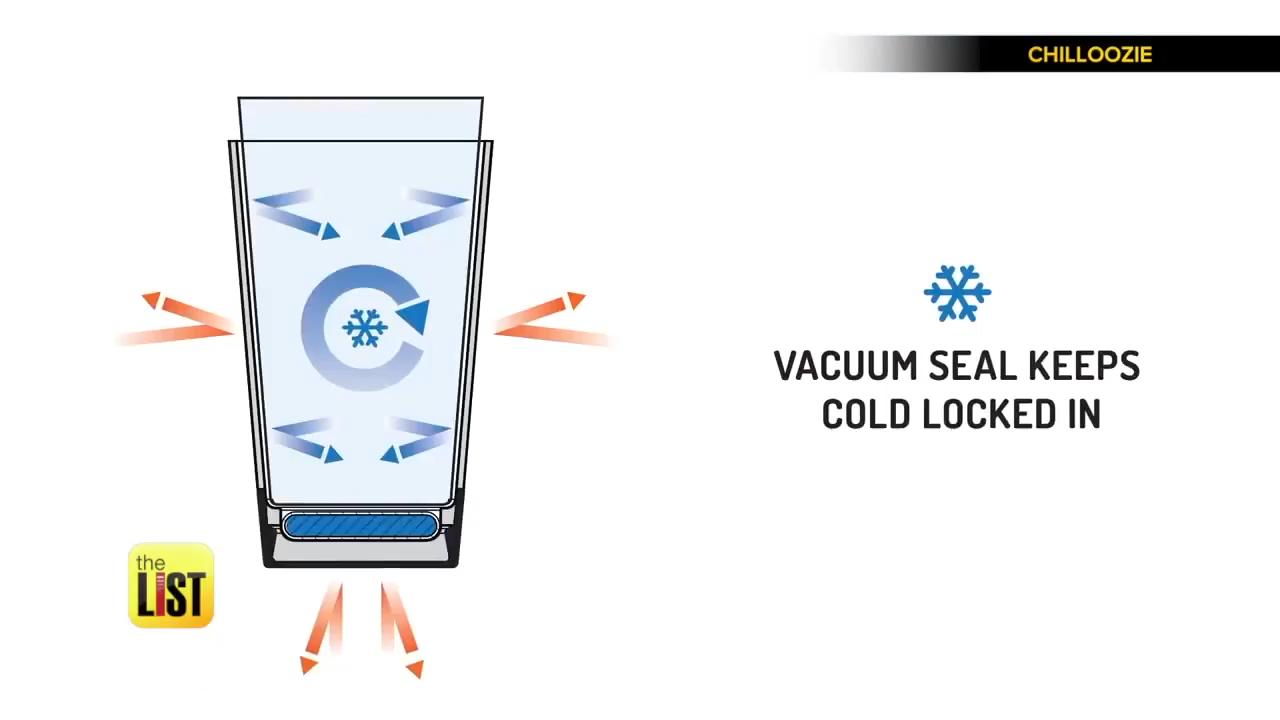 CHILLOOZIE
VACUUM SEAL KEEPS
COLD LOCKED IN
the
LiST